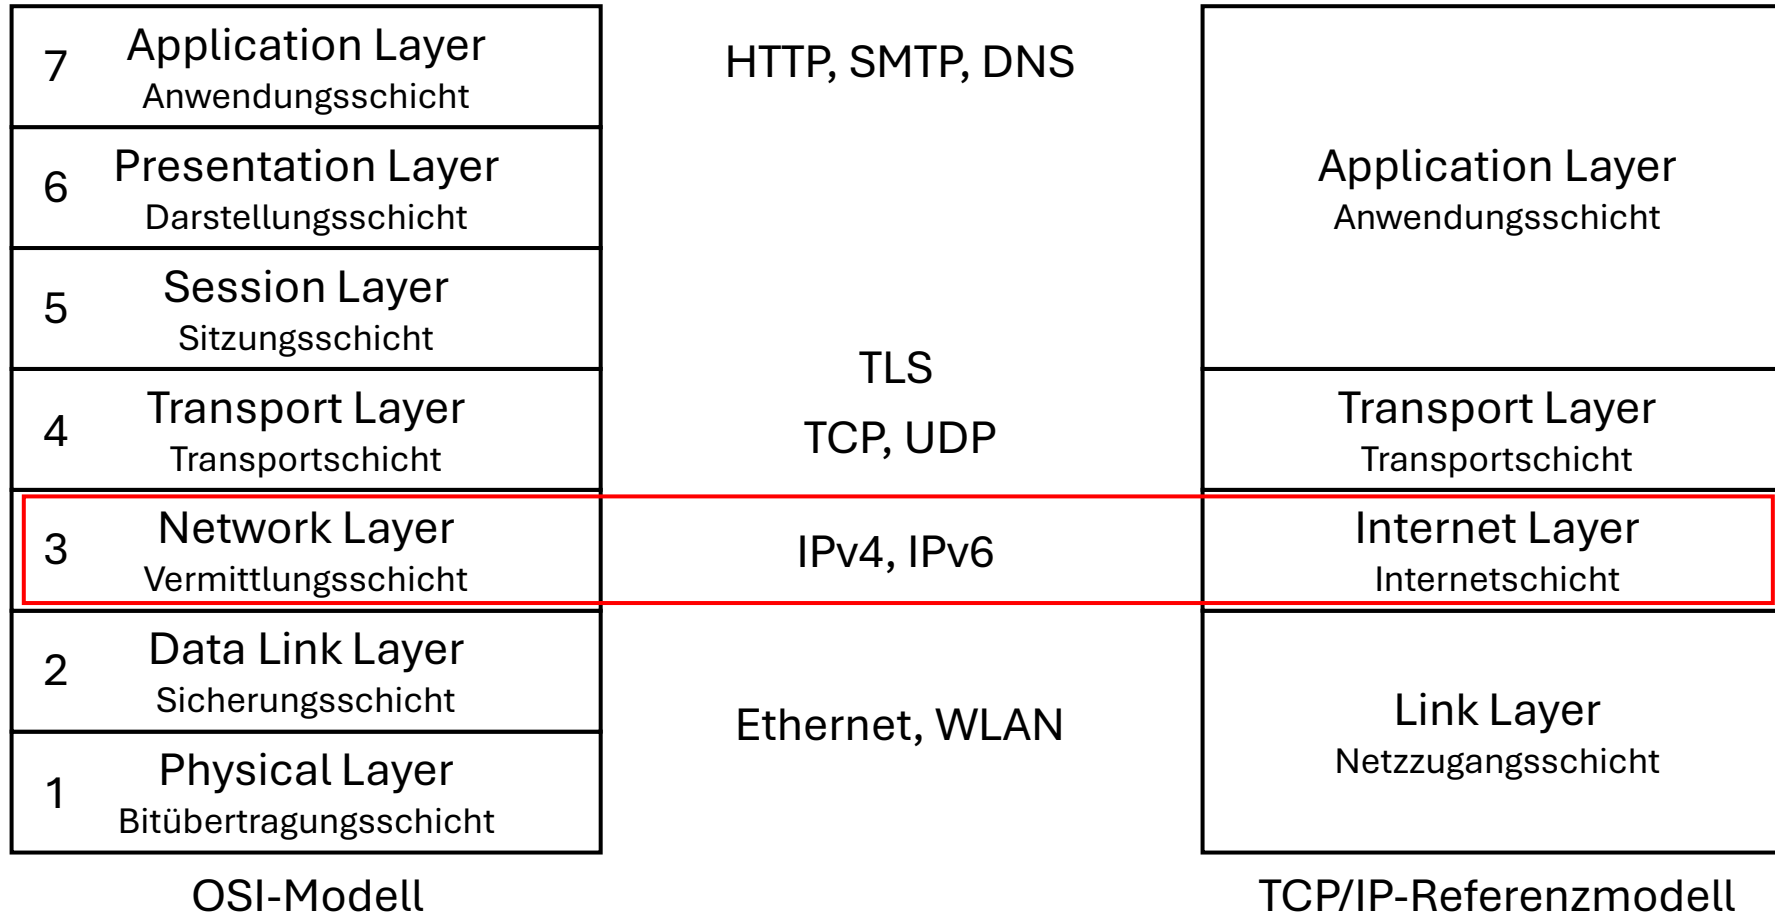 7
Application Layer
Anwendungsschicht
6
Presentation Layer
Darstellungsschicht
5
Session Layer
Sitzungsschicht
4
Transport Layer
Transportschicht
3
Network Layer
Vermittlungsschicht
2
Data Link Layer
Sicherungsschicht
1
Physical Layer
Bitübertragungsschicht
OSI-Modell
HTTP, SMTP, DNS
TLS
TCP, UDP
IPv4, IPv6
Ethernet, WLAN
Application Layer
Anwendungsschicht
Transport Layer
Transportschicht
Internet Layer
Internetschicht
Link Layer
Netzzugangsschicht
TCP/IP-Referenzmodell